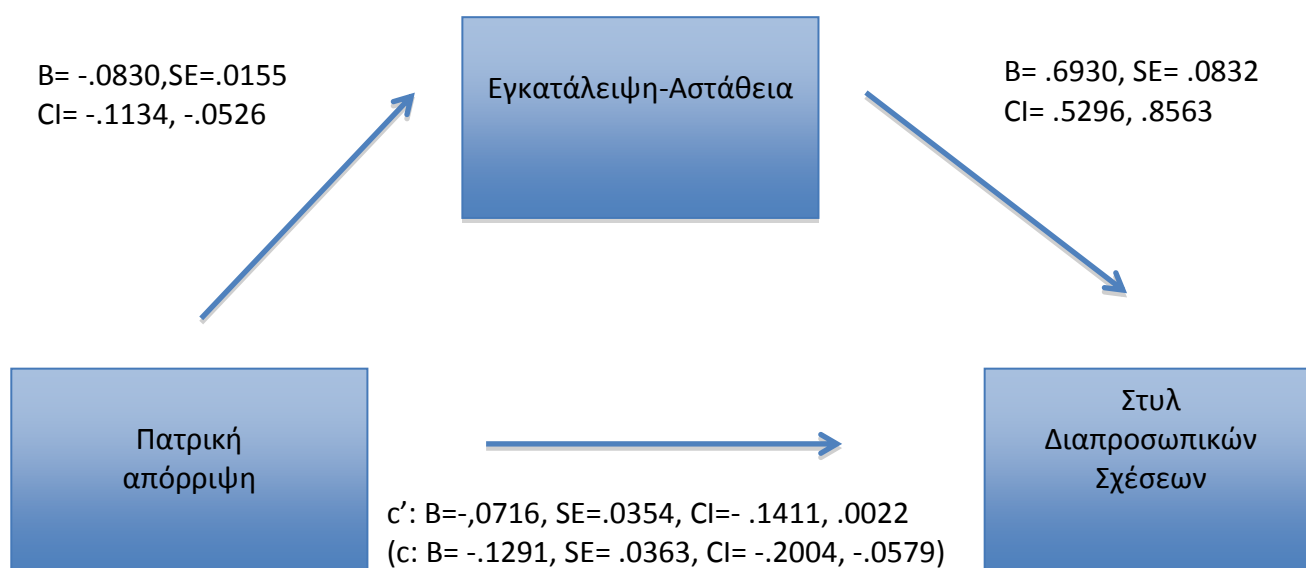 B= -.0830,SE=.0155
CI= -.1134, -.0526
Εγκατάλειψη-Αστάθεια
B= .6930, SE= .0832
CI= .5296, .8563
Πατρική
απόρριψη
Στυλ
Διαπροσωπικών
Σχέσεων
c’: B=-,0716, SE=.0354, CI=- .1411, .0022
(c: B= -.1291, SE= .0363, CI= -.2004, -.0579)